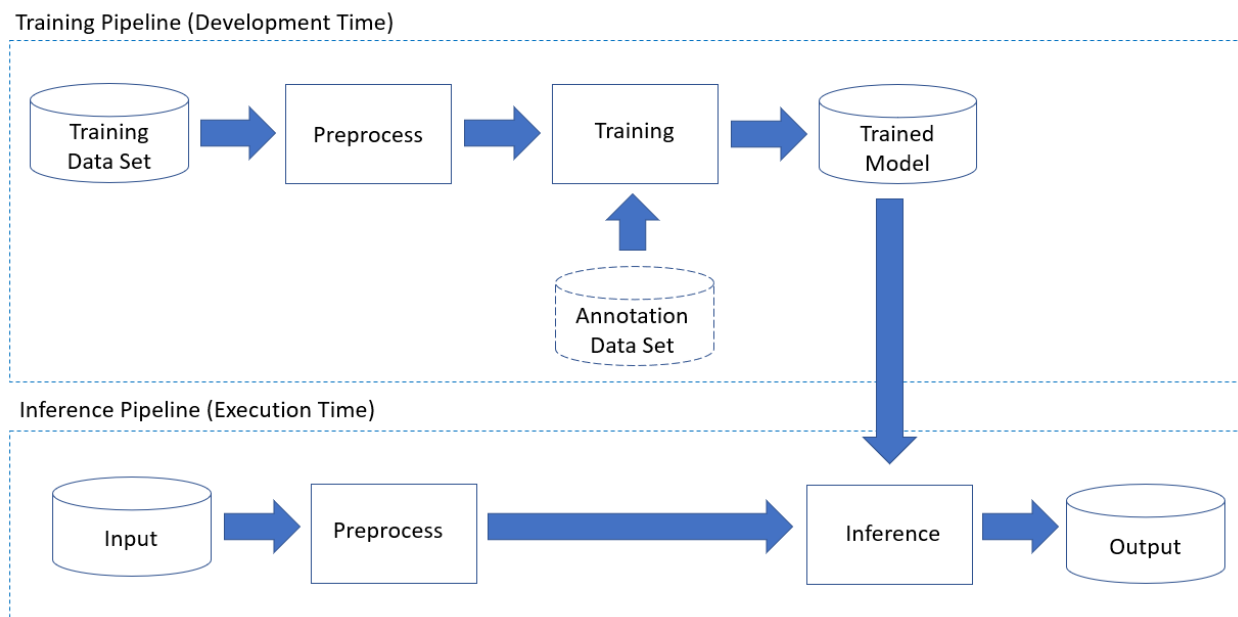 Training Pipeline (Development Time)
Training
Data Set
Preprocess
Training
Trained
Model
Annotation
Data Set
Inference Pipeline (Execution Time)
Input
Preprocess
Inference
Output